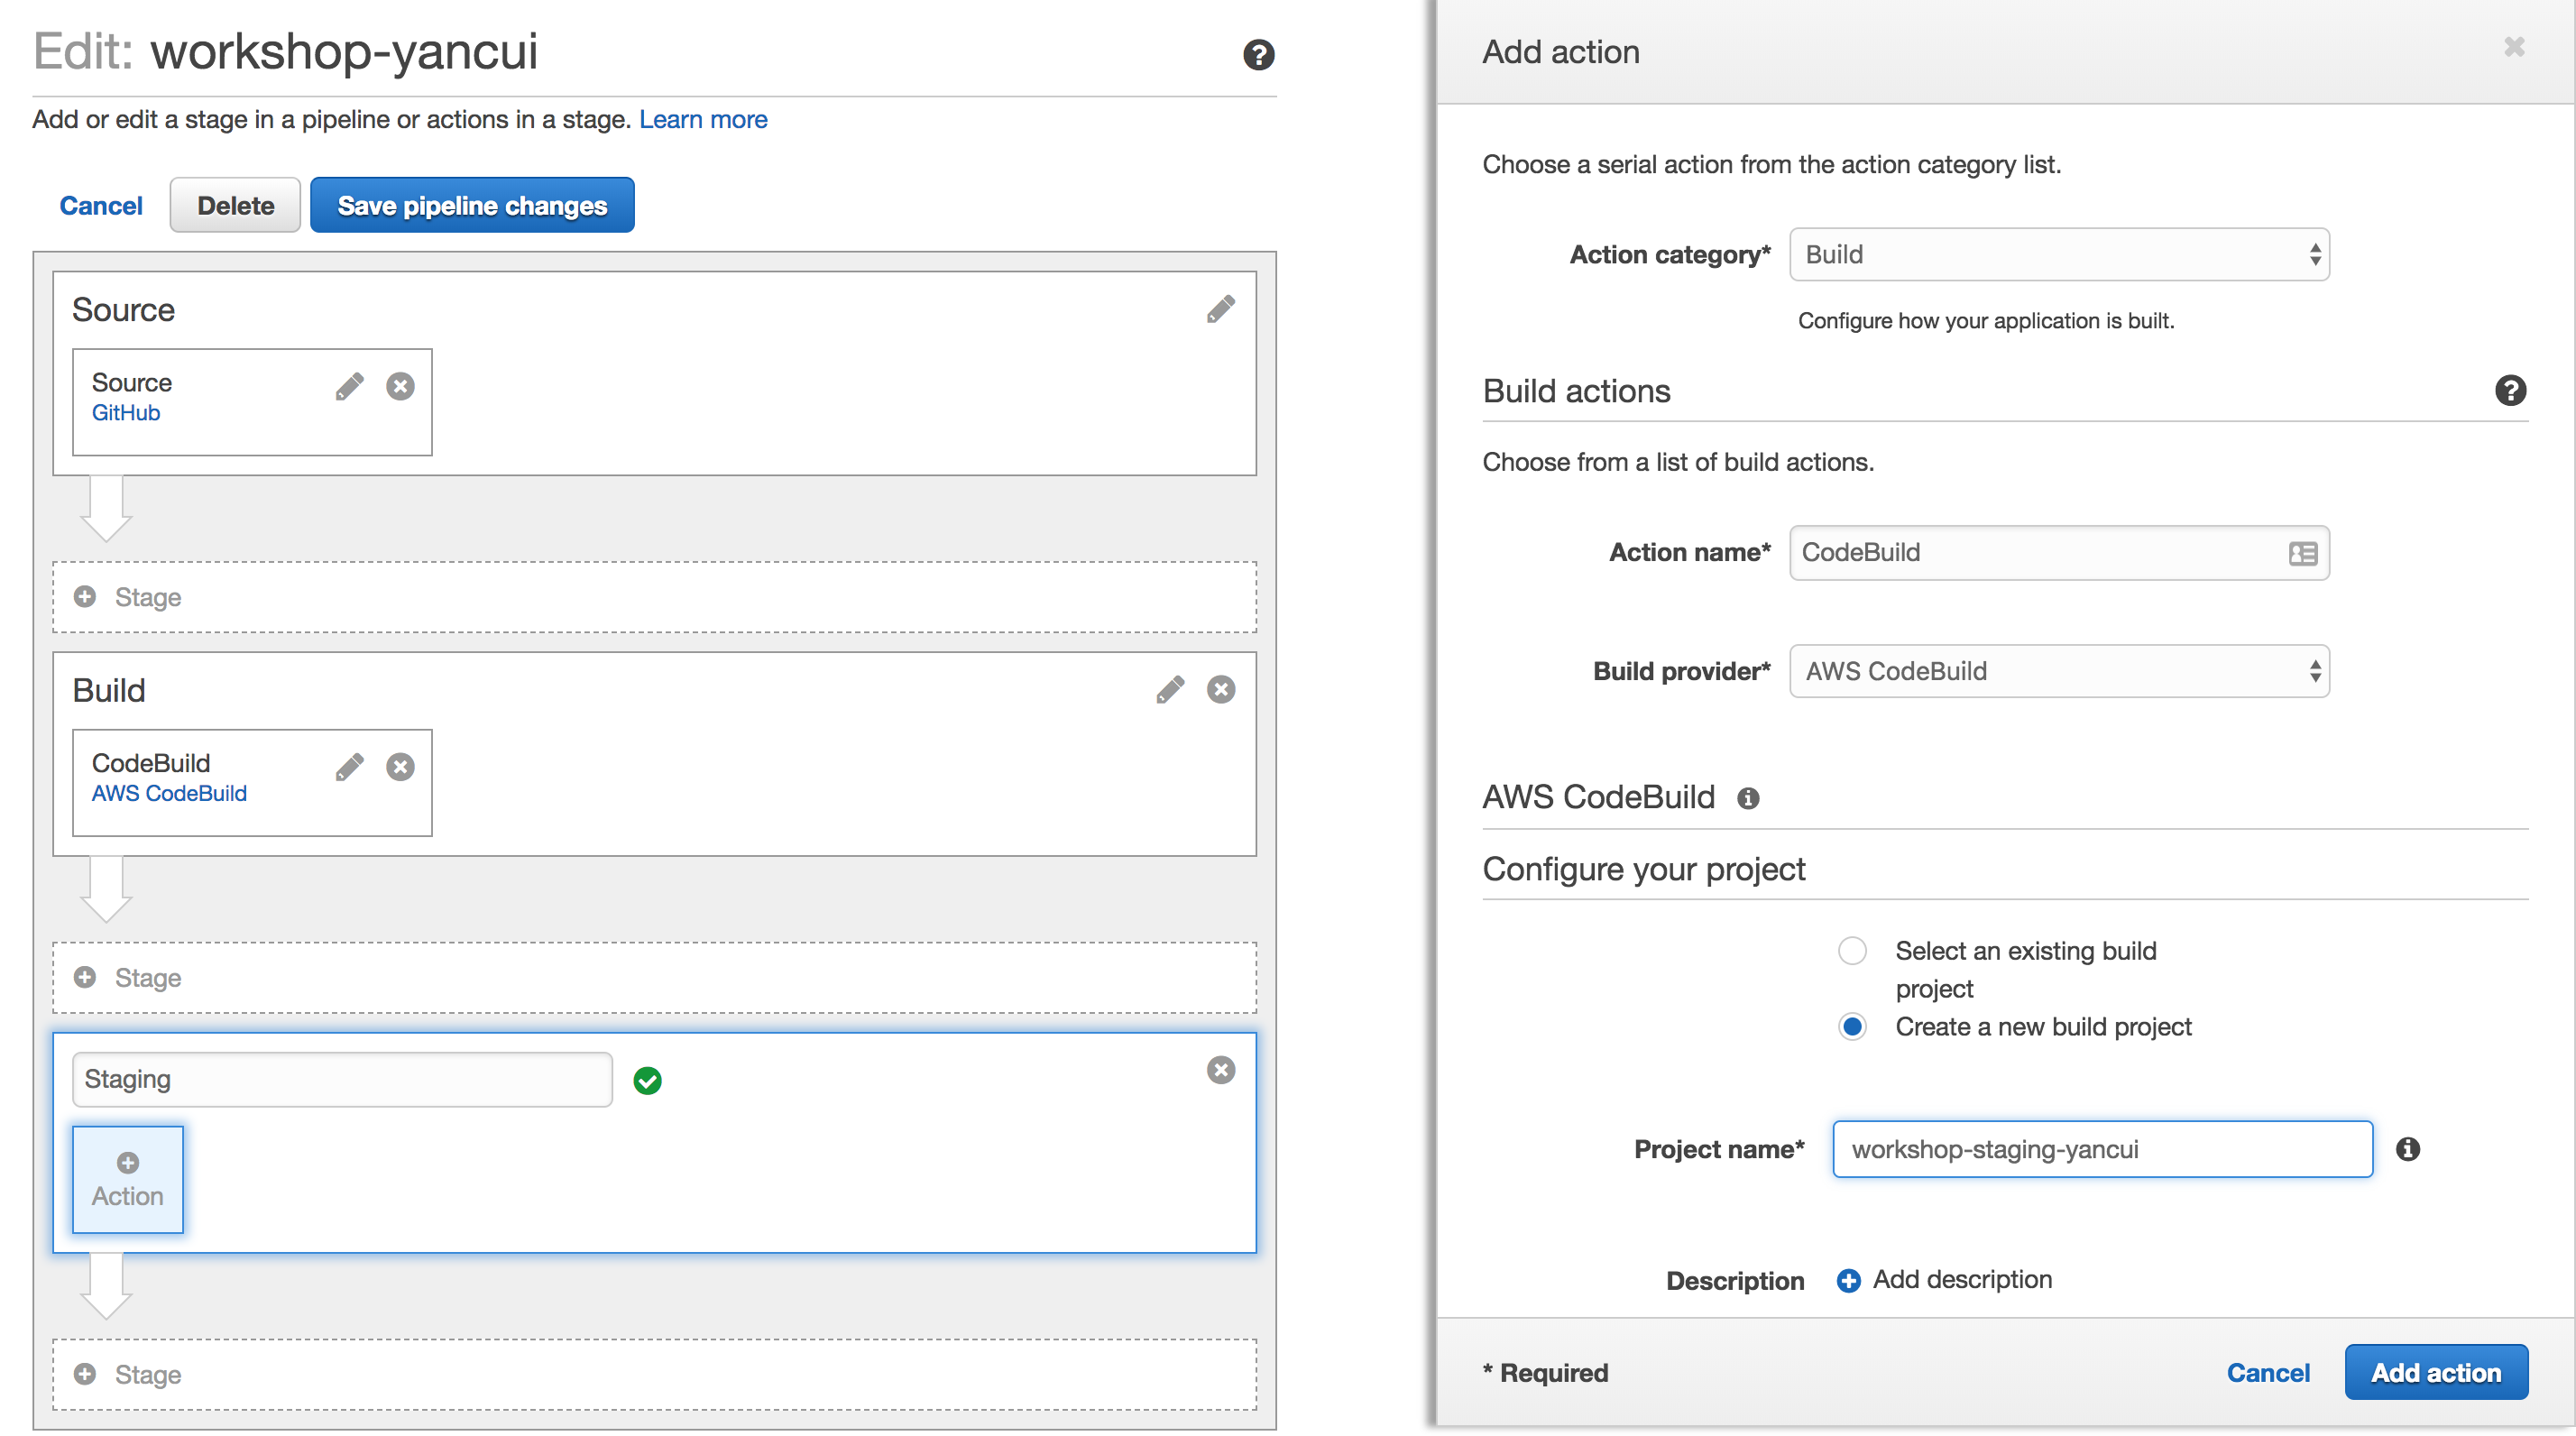 Edit: workshop-yancui
Add or edit a stage in a pipeline or actions in a stage. Learn more
Cancel
Delete
Save pipeline changes
Source
Source
GitHub
Stage
Build
CodeBuild
AWS CodeBuild
Stage
Staging
Action
Stage
Add action
Choose a serial action from the action category list.
Action category* Build
Configure how your application is built.
Build actions
Choose from a list of build actions.
Action name* CodeBuild
Build provider* AWS CodeBuild
AWS CodeBuild
Configure your project
Select an existing build
project
Create a new build project
Project name* workshop-staging-yancui
Description Add description
* Required
Cancel
Add action